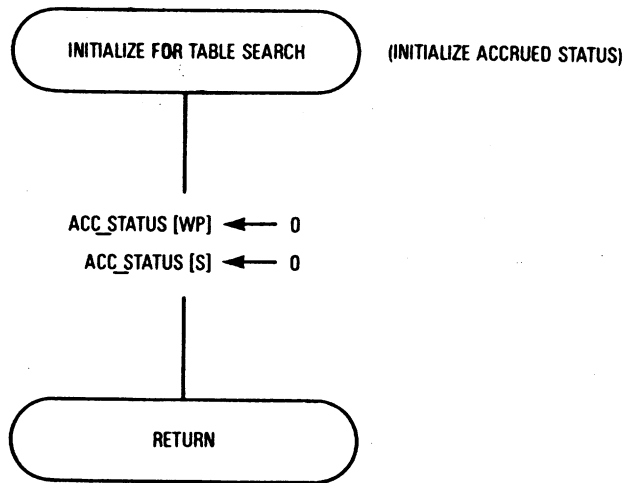 INITIALIZE FOR TABLE SEARCH (INITIALIZE ACCRUED STATUS)
ACC_STATUS [WP] ← 0
ACC_STATUS [S] ← 0
RETURN